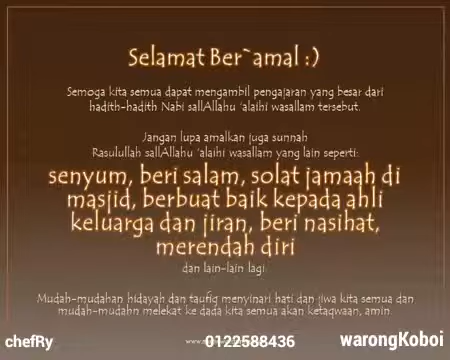 Selamat Ber`amal :)
Semoga kita semua dapat mengambil pengajaran yang besar dari
hadith-hadith Nabi sallAllahu 'alaihi wasallam tersebut.
Jangan lupa amalkan juga sunnah
Rasulullah sallAllahu 'alaihi wasallam yang lain seperti:
senyum, beri salam, solat jamaah di
masjid, berbuat baik kepada ahli
keluarga dan jiran, beri nasihat,
merendah diri
dan lain-lain lagi
Mudah-mudahan hidayah dan taufiq menyinari hati dan jiwa kita semua dan
mudah-mudahn melekat ke dada kita semua akan ketaqwaan, amin
chefRy
0122588436
warongKoboi